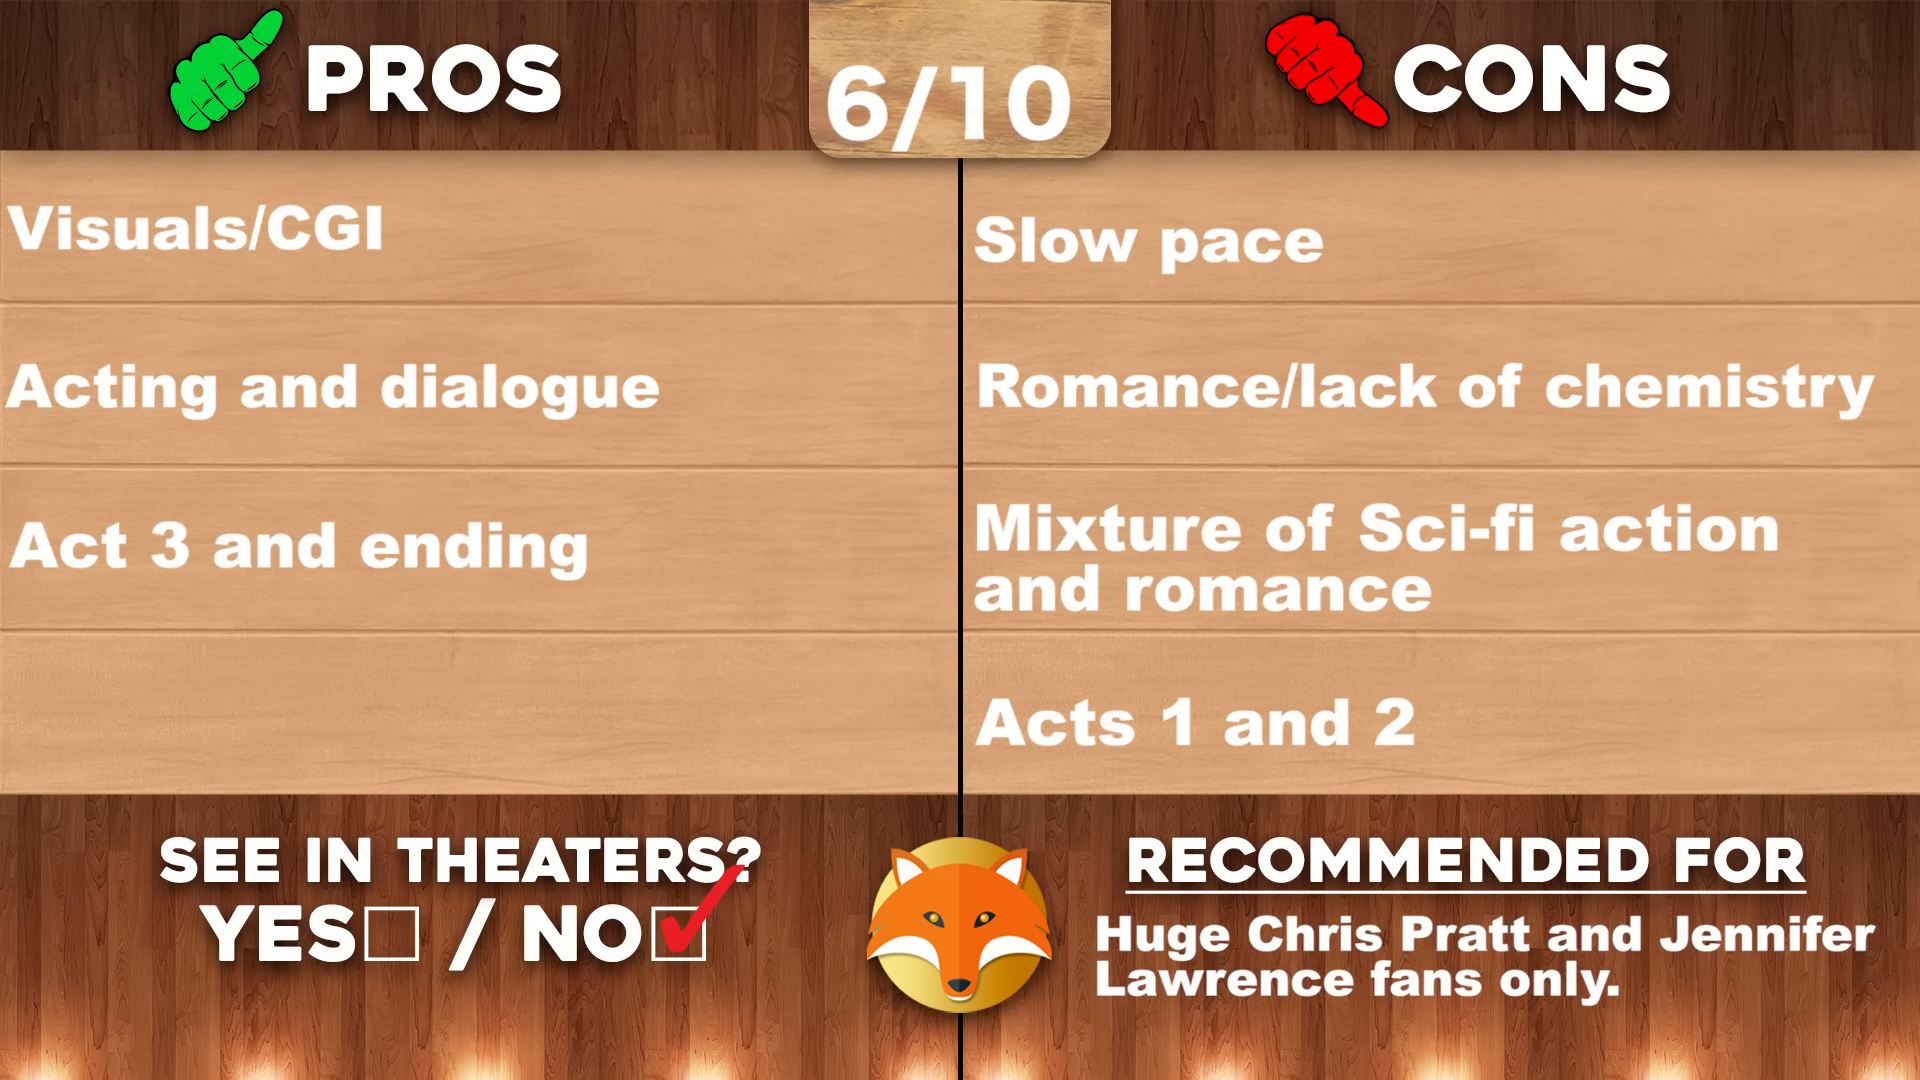 PROS
6/10
CONS
Visuals/CGI
Acting and dialogue
Act 3 and ending
Slow pace
Romance/lack of chemistry
Mixture of Sci-fi action
and romance
Acts 1 and 2
SEE IN THEATERS?
YES / NO
RECOMMENDED FOR
Huge Chris Pratt and Jennifer
Lawrence fans only.